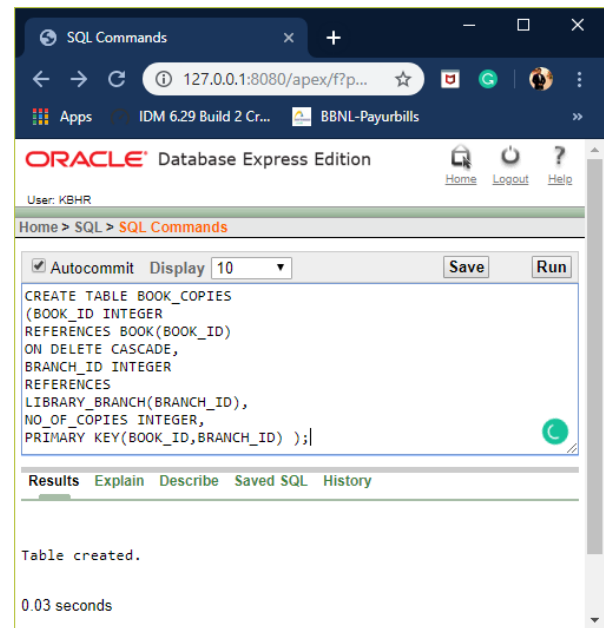 SQL Commands
127.0.0.1:8080/apex/f?p...
Apps IDM 6.29 Build 2 Cr... BBNL-Payurbills »
ORACLE® Database Express Edition
Home Logout Help
User: KBHR
Home > SQL > SQL Commands
Autocommit Display 10 Save Run
CREATE TABLE BOOK_COPIES
(BOOK_ID INTEGER
REFERENCES BOOK(BOOK_ID)
ON DELETE CASCADE,
BRANCH_ID INTEGER
REFERENCES
LIBRARY_BRANCH(BRANCH_ID),
NO_OF_COPIES INTEGER,
PRIMARY KEY(BOOK_ID,BRANCH_ID) );
Results Explain Describe Saved SQL History
Table created.
0.03 seconds